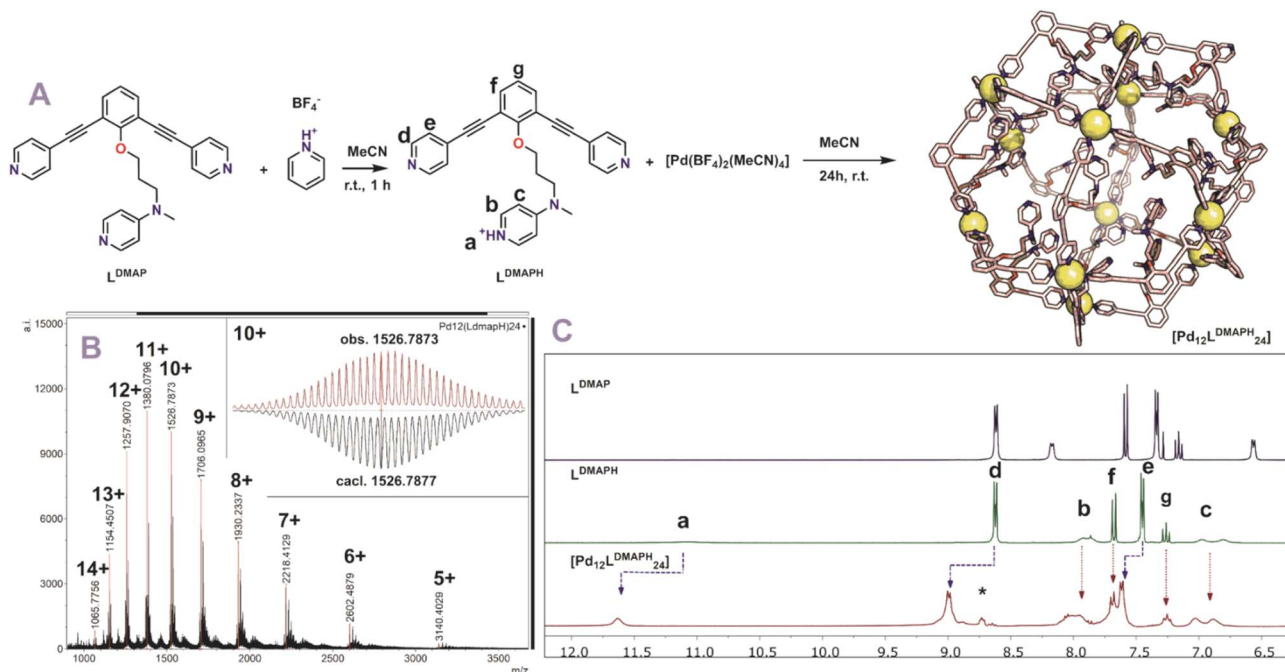 A
BF₄⁻
H
N⁺
N
N
O
N
N
L^DMAP
+
MeCN
r.t., 1 h
g
f
d
e
N
N
O
b
c
N
a
⁺HN
L^DMAPH
+ [Pd(BF₄)₂(MeCN)₄]
MeCN
24h, r.t.
[Pd₁₂L^DMAPH₂₄]
B
a.i.
15000
12000
9000
6000
3000
0
1000
1500
2000
2500
3000
3500
m/z
14+
1065.7756
13+
1154.4507
12+
1257.9070
11+
1380.0796
10+
1526.7873
9+
1706.0965
8+
1930.2337
7+
2218.4129
6+
2602.4879
5+
3140.4029
10+
Pd12(LdmapH)24
obs. 1526.7873
cacl. 1526.7877
C
L^DMAP
L^DMAPH
a
d
b
f
e
g
c
[Pd₁₂L^DMAPH₂₄]
*
12.0 11.5 11.0 10.5 10.0 9.5 9.0 8.5 8.0 7.5 7.0 6.5